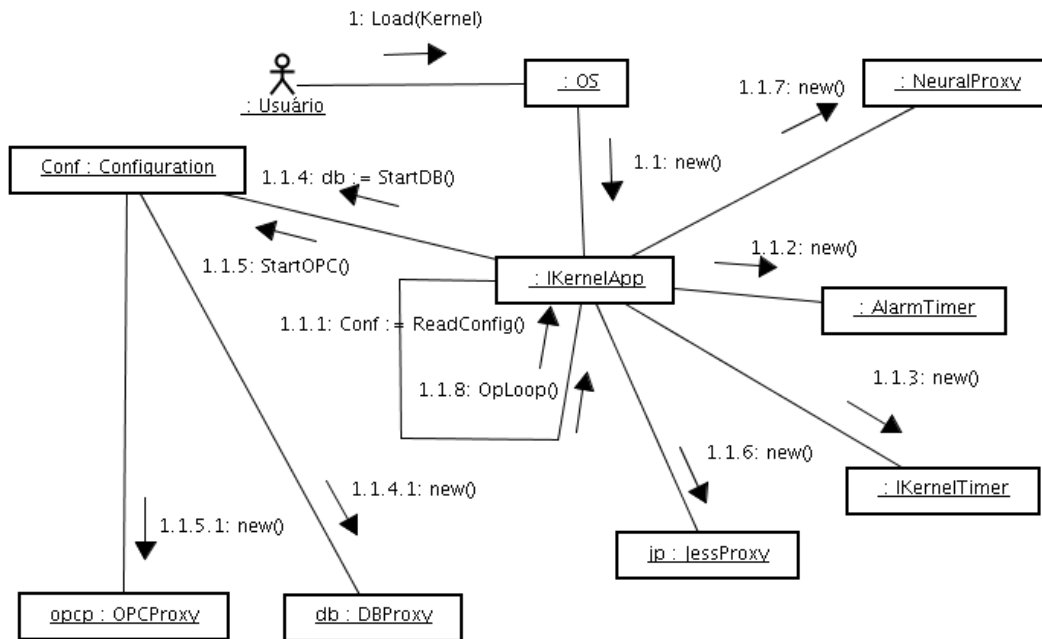 1: Load(Kernel)
: Usuário
: OS
1.1.7: new()
: NeuralProxy
Conf : Configuration
1.1.4: db := StartDB()
1.1: new()
1.1.5: StartOPC()
: IKernelApp
1.1.2: new()
: AlarmTimer
1.1.1: Conf := ReadConfig()
1.1.8: OpLoop()
1.1.3: new()
1.1.6: new()
: IKernelTimer
1.1.4.1: new()
1.1.5.1: new()
jp : JessProxy
opcp : OPCProxy
db : DBProxy